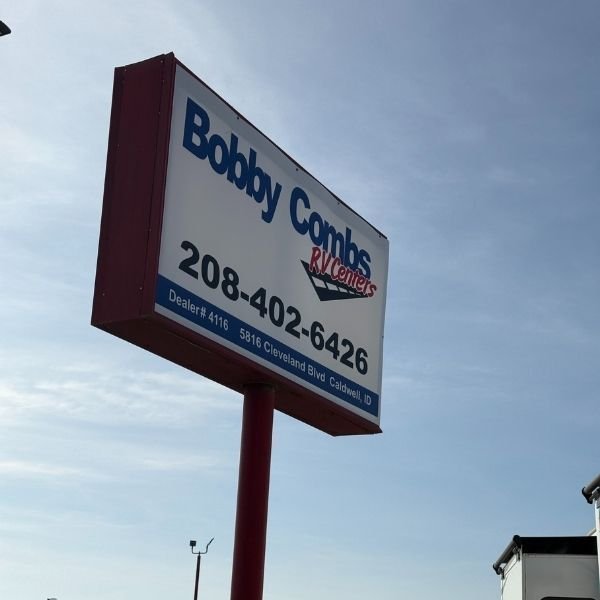 Bobby Combs
RV Centers
208-402-6426
Dealer# 4116 5816 Cleveland Blvd Caldwell, ID